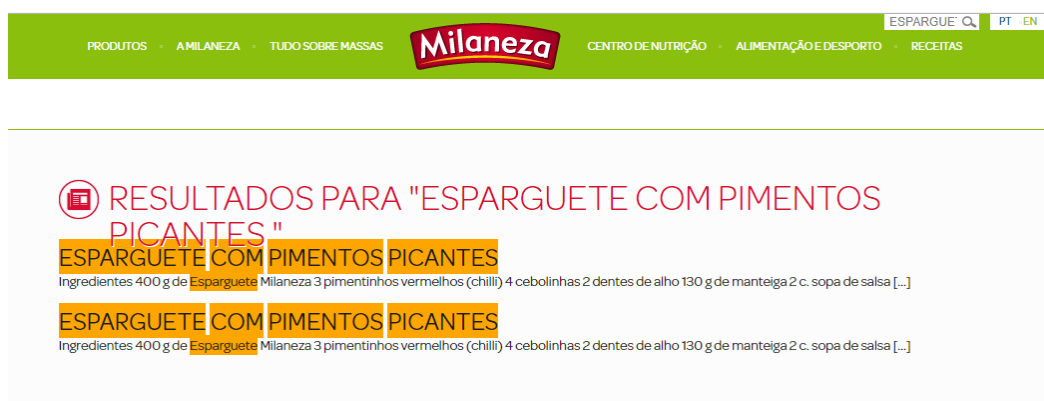 ESPARGUE
PT EN
PRODUTOS A MILANEZA TUDO SOBRE MASSAS Milaneza CENTRO DE NUTRIÇÃO ALIMENTAÇÃO E DESPORTO RECEITAS
RESULTADOS PARA "ESPARGUETE COM PIMENTOS
PICANTES "
ESPARGUETE COM PIMENTOS PICANTES
Ingredientes 400 g de Esparguete Milaneza 3 pimentinhos vermelhos (chilli) 4 cebolinhas 2 dentes de alho 130 g de manteiga 2 c. sopa de salsa [...]
ESPARGUETE COM PIMENTOS PICANTES
Ingredientes 400 g de Esparguete Milaneza 3 pimentinhos vermelhos (chilli) 4 cebolinhas 2 dentes de alho 130 g de manteiga 2 c. sopa de salsa [...]